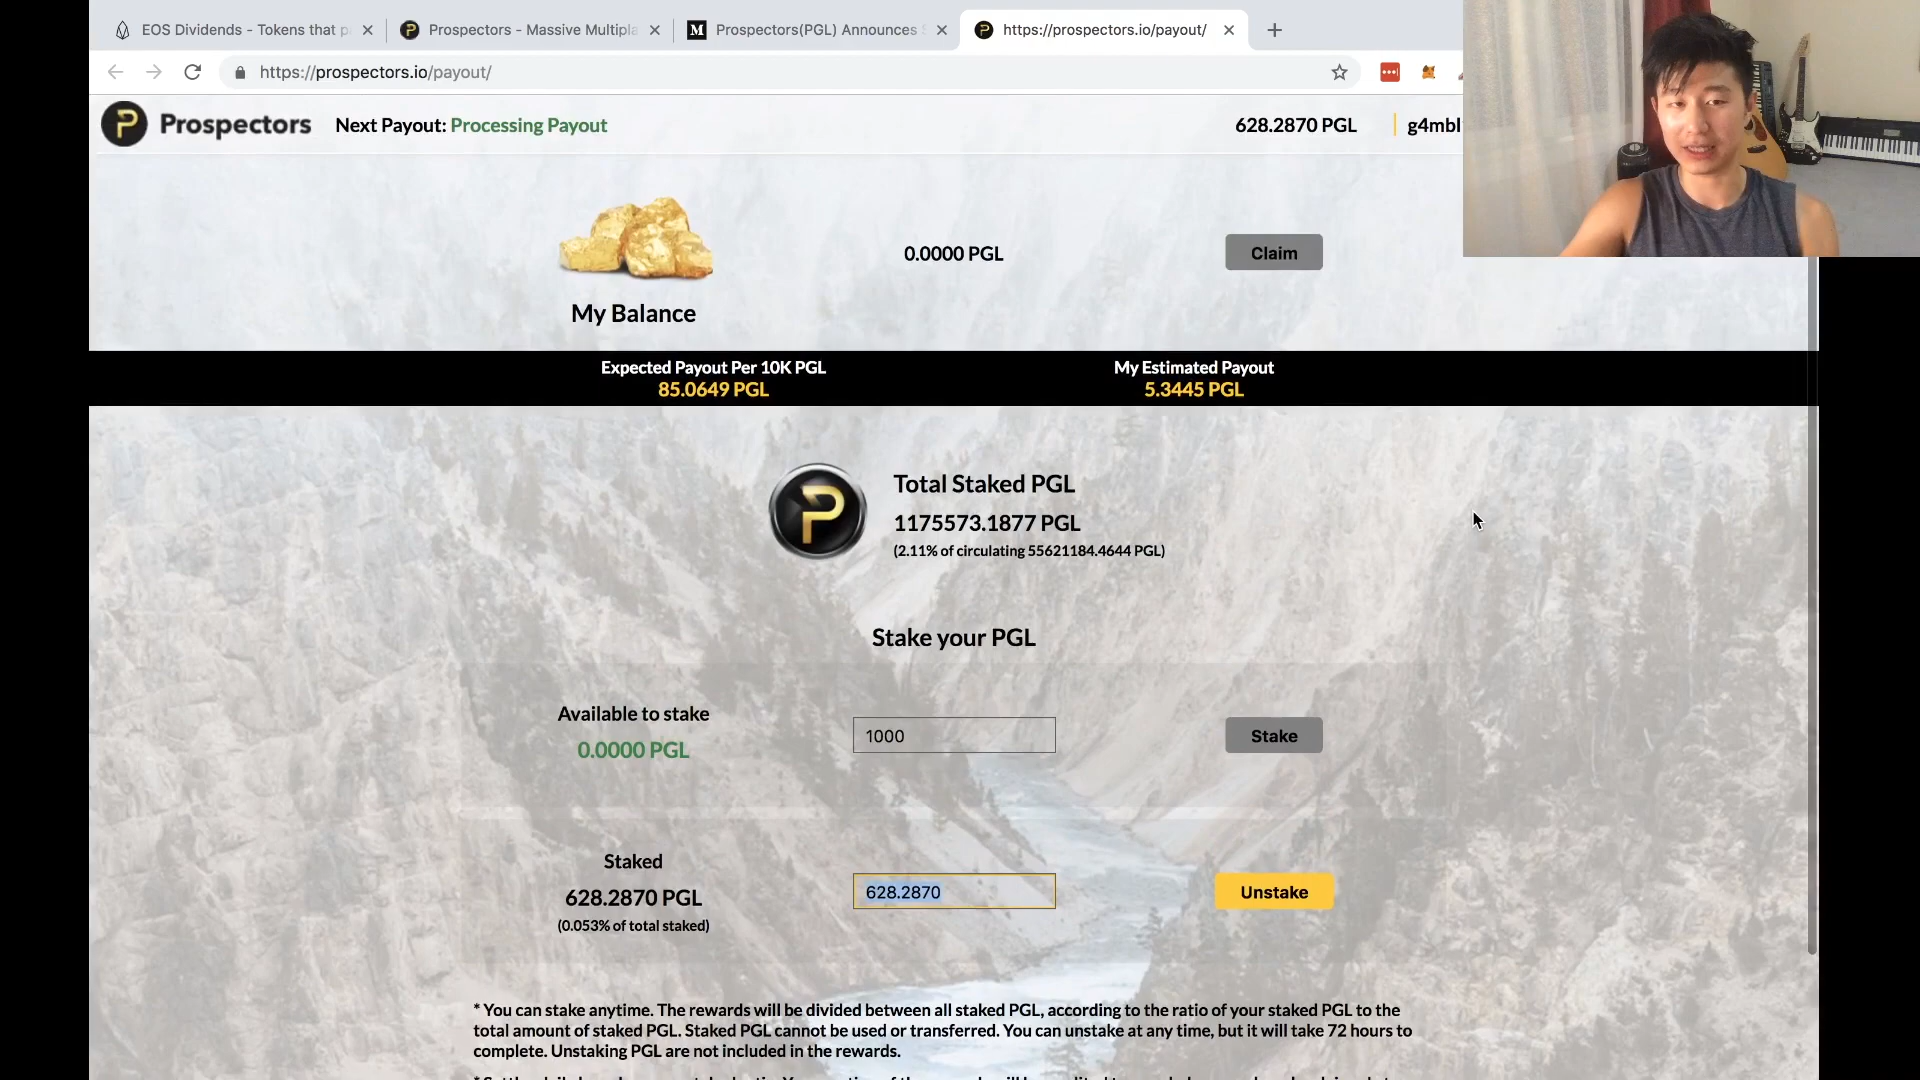 EOS Dividends - Tokens that p
Prospectors - Massive Multipla
M
Prospectors(PGL) Announces S
https://prospectors.io/payout/
https://prospectors.io/payout/
Prospectors
Next Payout: Processing Payout
628.2870 PGL
g4mbl
0.0000 PGL
Claim
My Balance
Expected Payout Per 10K PGL
85.0649 PGL
My Estimated Payout
5.3445 PGL
Total Staked PGL
1175573.1877 PGL
(2.11% of circulating 55621184.4644 PGL)
Stake your PGL
Available to stake
0.0000 PGL
1000
Stake
Staked
628.2870 PGL
(0.053% of total staked)
628.2870
Unstake
* You can stake anytime. The rewards will be divided between all staked PGL, according to the ratio of your staked PGL to the
total amount of staked PGL. Staked PGL cannot be used or transferred. You can unstake at any time, but it will take 72 hours to
complete. Unstaking PGL are not included in the rewards.